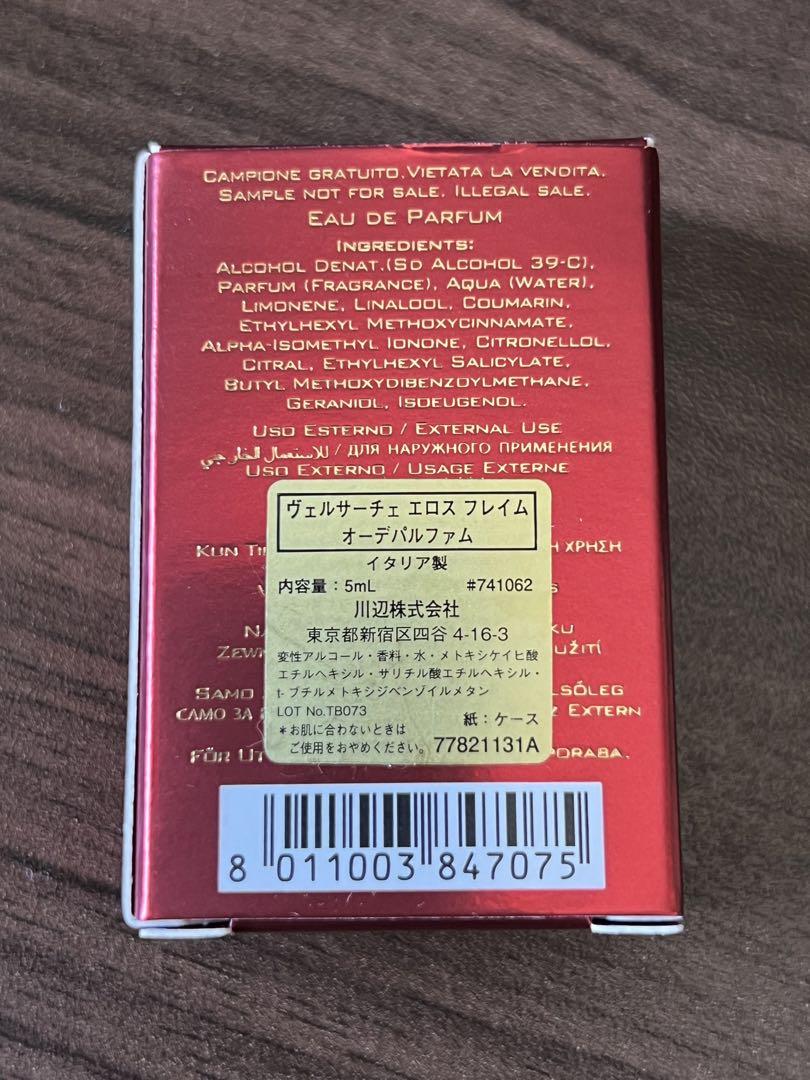 CAMPIONE GRATUITO.VIETATA LA VENDITA.
SAMPLE NOT FOR SALE. ILLEGAL SALE.
EAU DE PARFUM
INGREDIENTS:
ALCOHOL DENAT.(SD ALCOHOL 39-C),
PARFUM (FRAGRANCE), AQUA (WATER),
LIMONENE, LINALOOL, COUMARIN,
ETHYLHEXYL METHOXYCINNAMATE,
ALPHA-ISOMETHYL IONONE, CITRONELLOL,
CITRAL, ETHYLHEXYL SALICYLATE,
BUTYL METHOXYDIBENZOYLMETHANE,
GERANIOL, ISOEUGENOL.
USO ESTERNO / EXTERNAL USE
للاستعمال الخارجي / ДЛЯ НАРУЖНОГО ПРИМЕНЕНИЯ
USO EXTERNO / USAGE EXTERNE
ヴェルサーチェ エロス フレイム
オーデパルファム
KUN ΧΡΗΣΗ
イタリア製
内容量：5mL #741062
川辺株式会社
東京都新宿区四谷 4-16-3
変性アルコール・香料・水・メトキシケイヒ酸
エチルヘキシル・サリチル酸エチルヘキシル・
t- ブチルメトキシジベンゾイルメタン
SAMO
CAMO ЗА EXTERN
LOT No.TB073
紙：ケース
＊お肌に合わないときは
ご使用をおやめください。 77821131A
FÜR
8 011003 847075